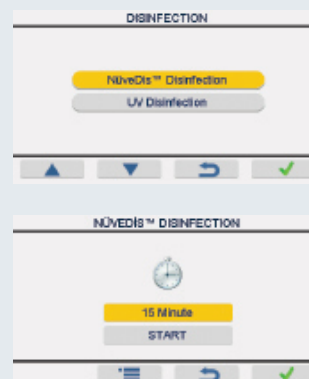 DISINFECTION
NüveDis™ Disinfection
UV Disinfection
NÜVEDİS™ DISINFECTION
15 Minute
START